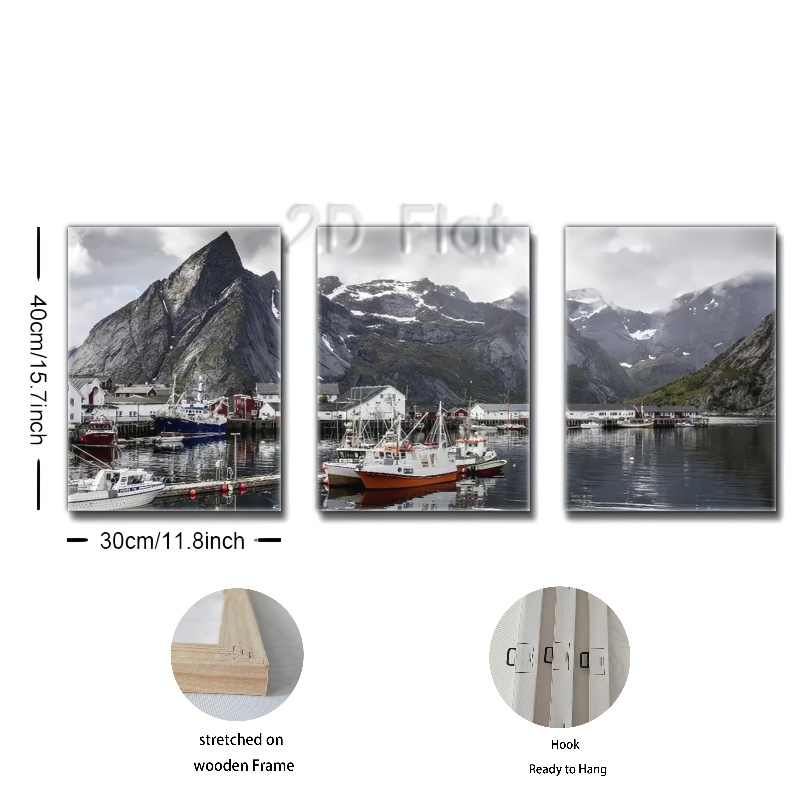 2D Flat
40cm/15.7inch
30cm/11.8inch
stretched on
wooden Frame
Hook
Ready to Hang